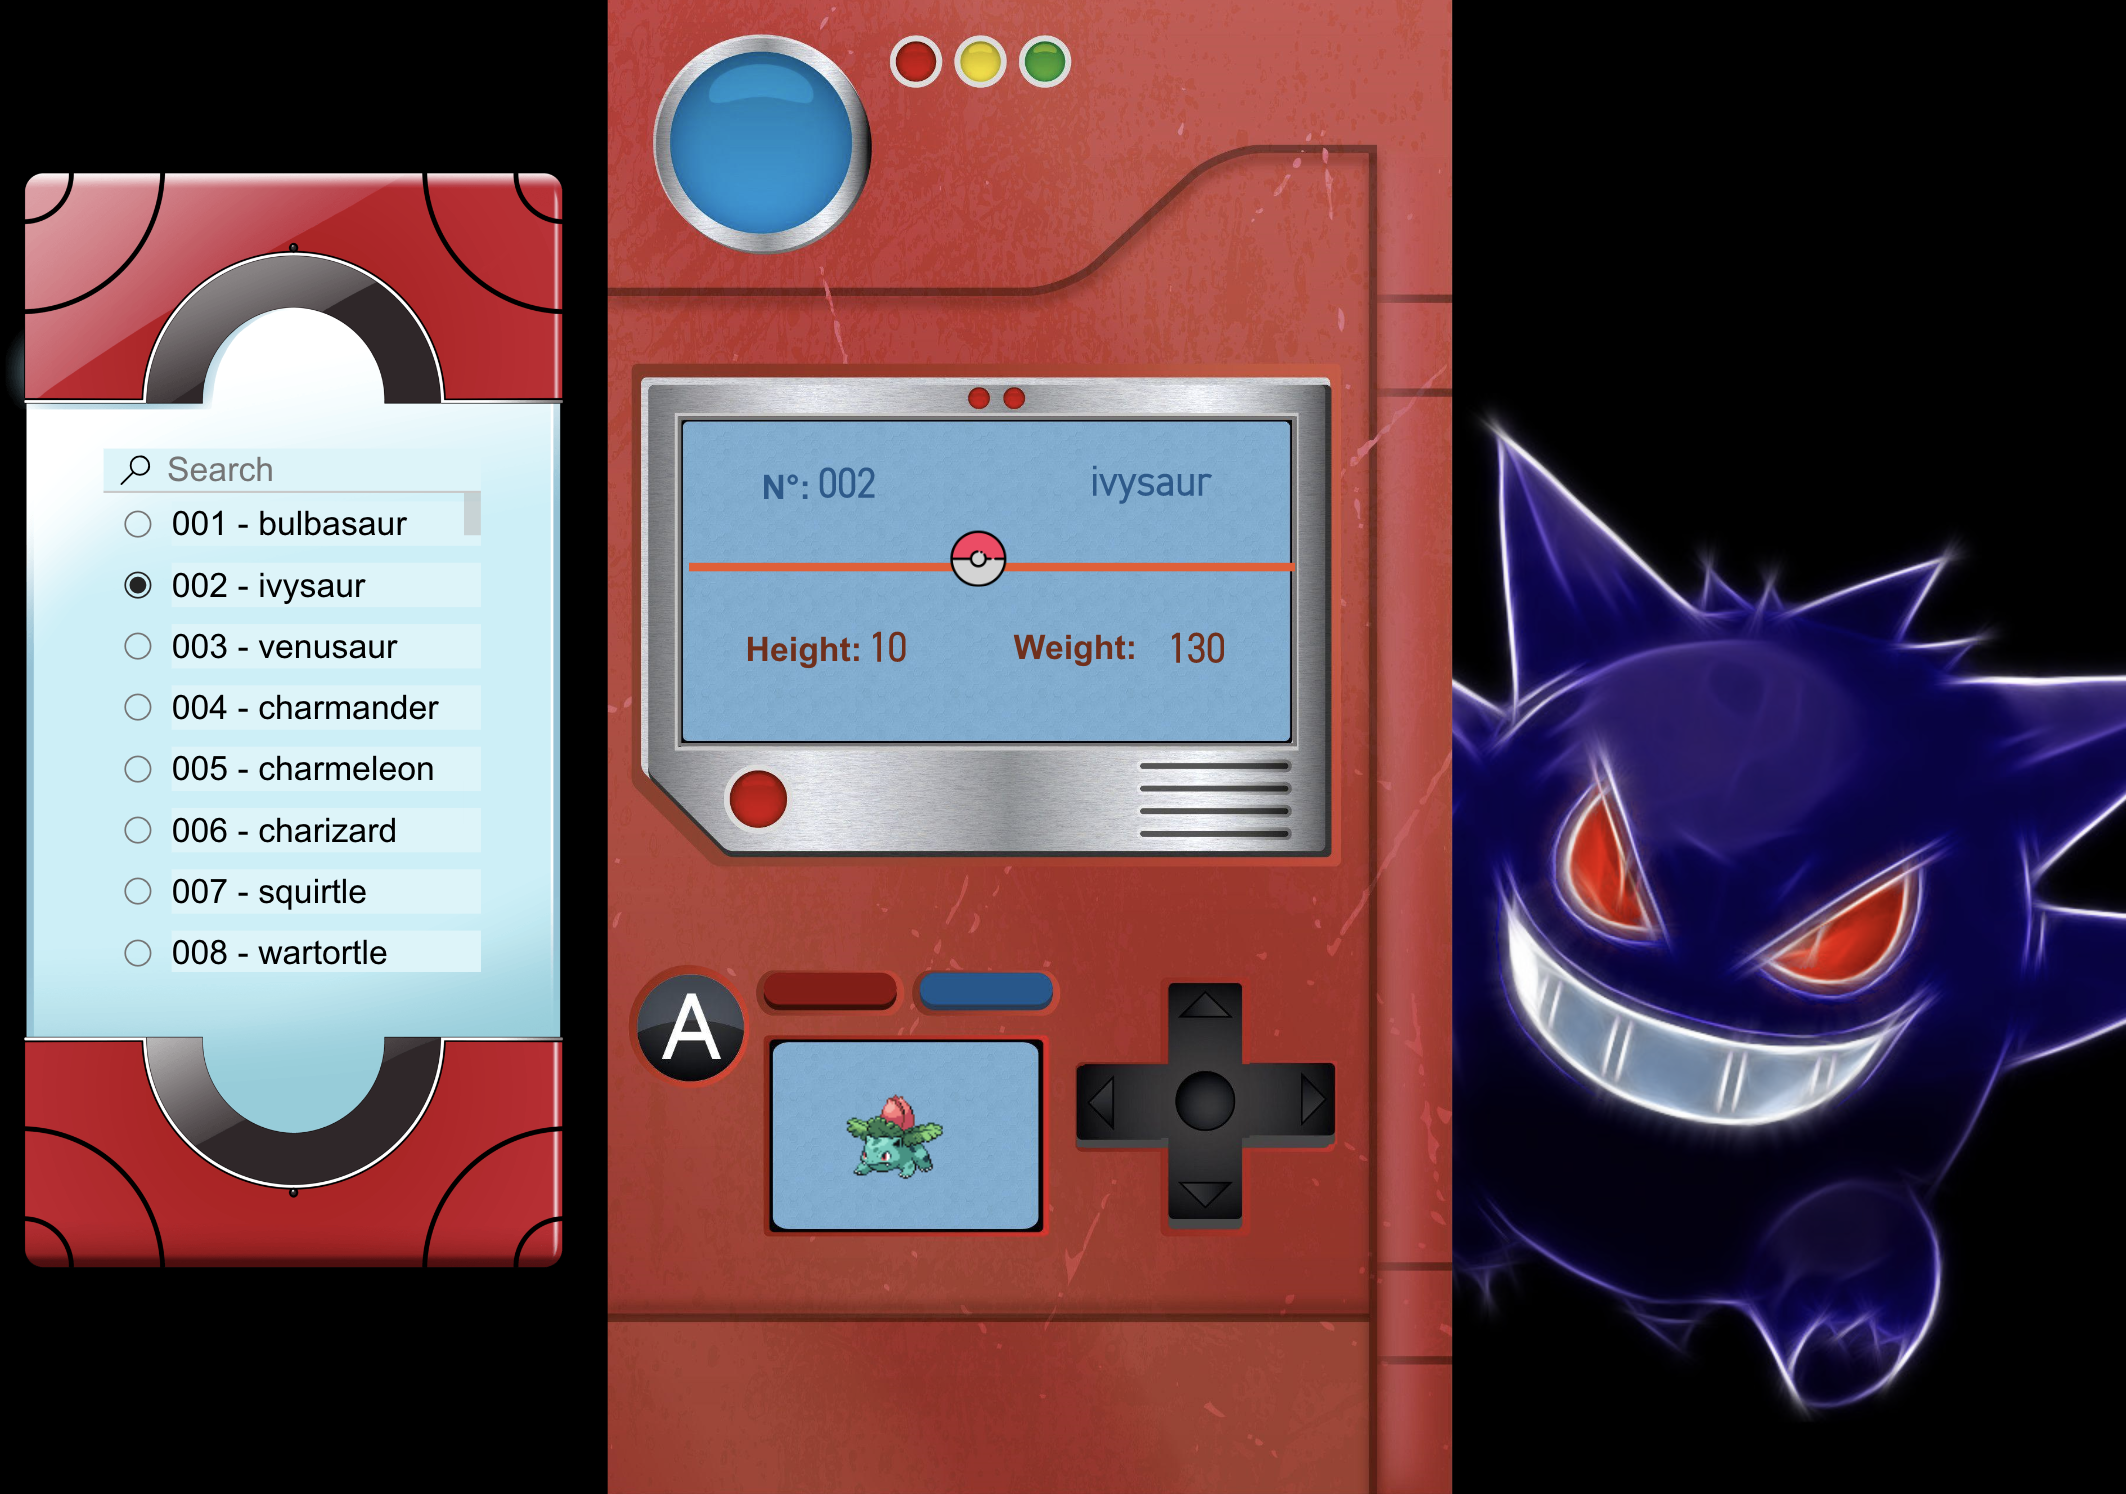 Search
001 - bulbasaur
002 - ivysaur
003 - venusaur
004 - charmander
005 - charmeleon
006 - charizard
007 - squirtle
008 - wartortle
N°: 002 ivysaur
Height: 10 Weight: 130
A